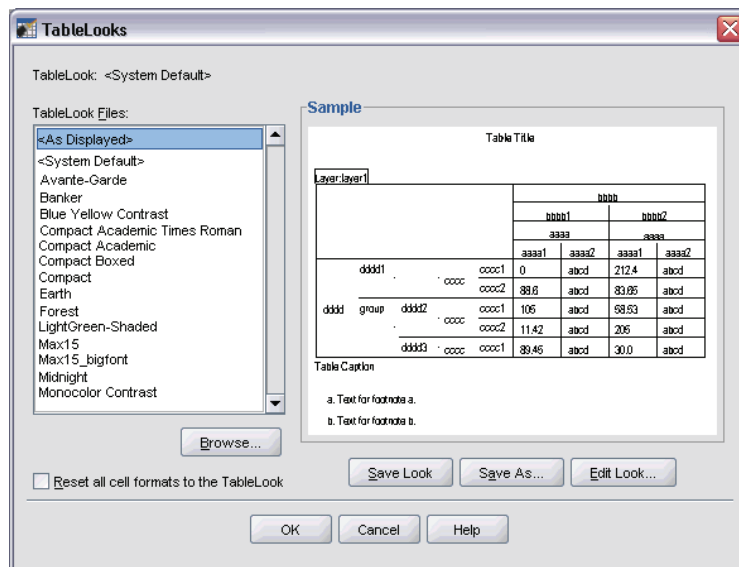 TableLooks
TableLook: <System Default>
TableLook Files:
<As Displayed>
<System Default>
Avante-Garde
Banker
Blue Yellow Contrast
Compact Academic Times Roman
Compact Academic
Compact Boxed
Compact
Earth
Forest
LightGreen-Shaded
Max15
Max15_bigfont
Midnight
Monocolor Contrast
Browse...
Reset all cell formats to the TableLook
Sample
Table Title
Layer:layer1
bbbb
bbbb1 bbbb2
aaaa aaaa
aaaa1 aaaa2 aaaa1 aaaa2
dddd1 . . cccc cccc1 0 abcd 212.4 abcd
cccc2 88.6 abcd 83.65 abcd
dddd group dddd2 . cccc cccc1 105 abcd 58.53 abcd
. cccc2 11.42 abcd 205 abcd
dddd3 . cccc cccc1 89.45 abcd 30.0 abcd
Table Caption
a. Text for footnote a.
b. Text for footnote b.
Save Look Save As... Edit Look...
OK Cancel Help